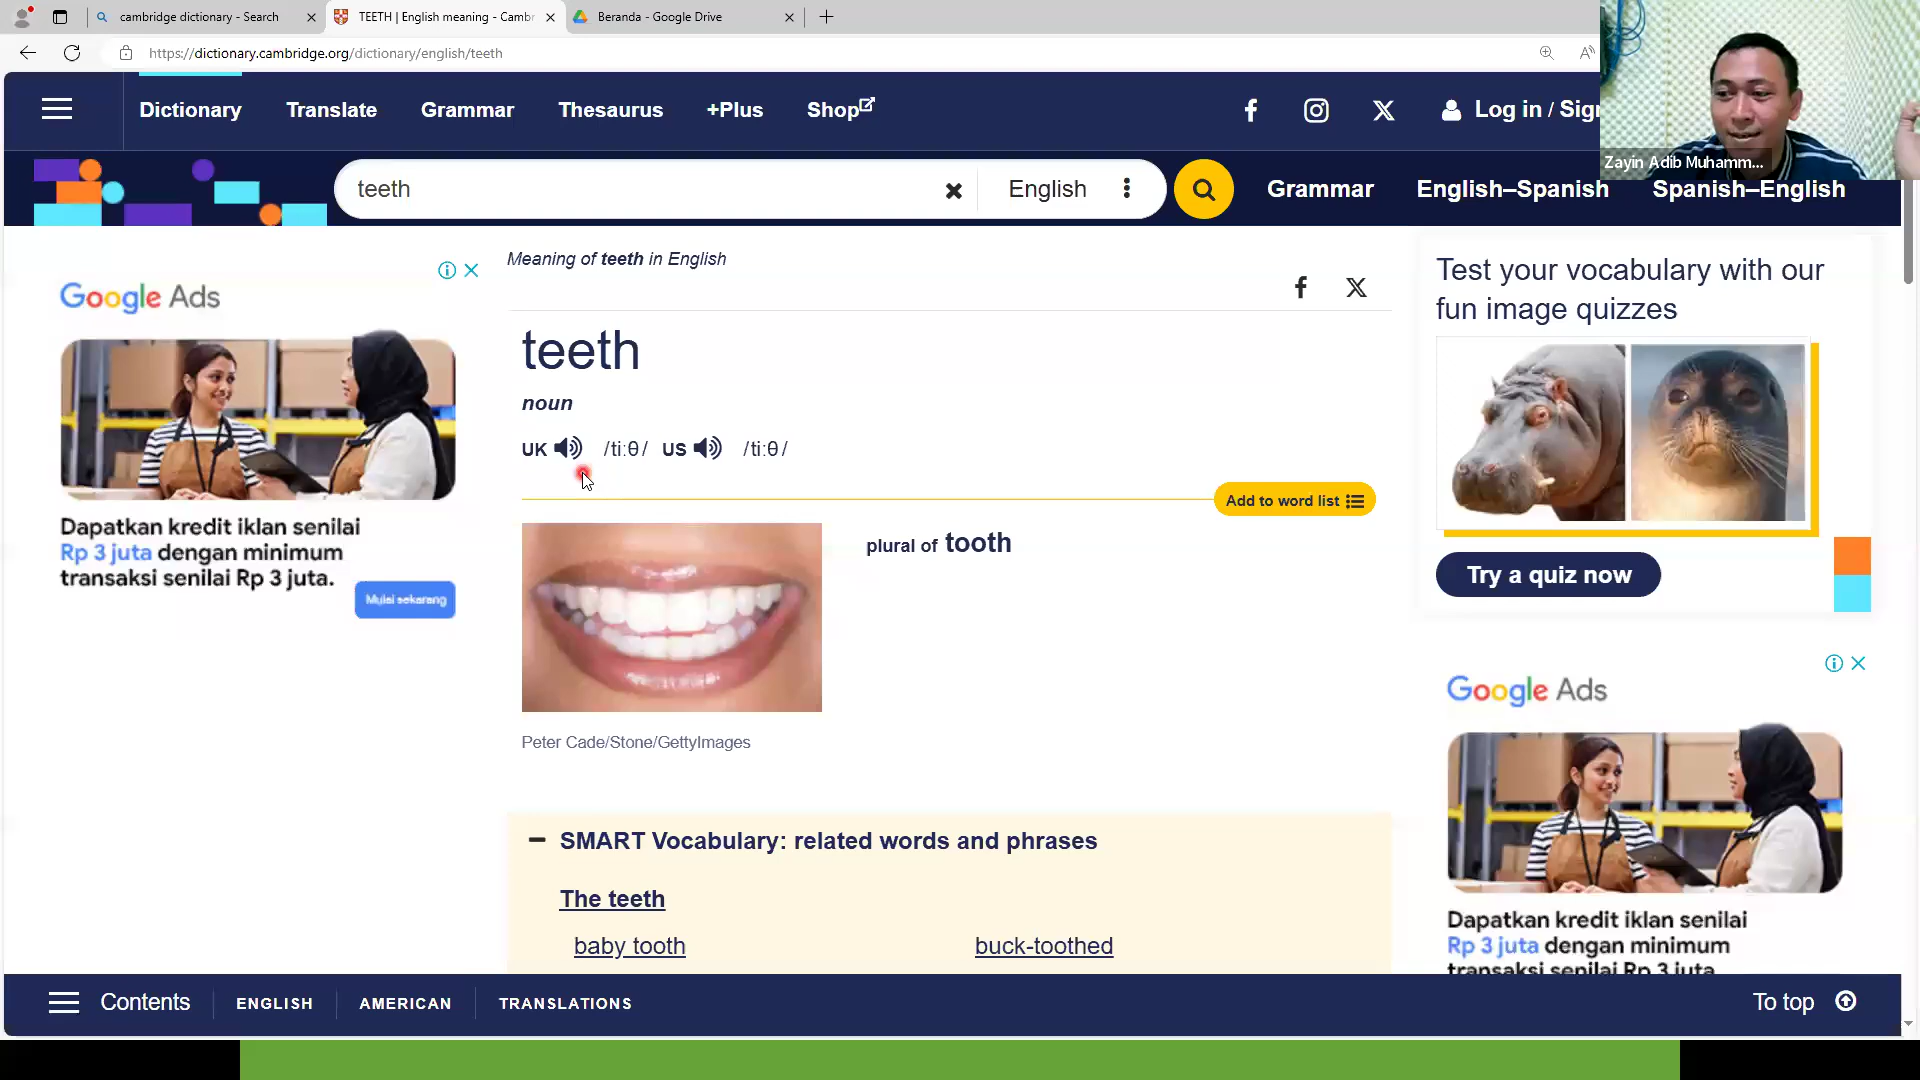 cambridge dictionary - Search
TEETH | English meaning - Cambr
Beranda - Google Drive
https://dictionary.cambridge.org/dictionary/english/teeth
Dictionary
Translate
Grammar
Thesaurus
+Plus
Shop
Log in / Sign
Zayin Adib Muhamm...
teeth
English
Grammar
English–Spanish
Spanish–English
Meaning of teeth in English
teeth
noun
UK /tiːθ/ US /tiːθ/
Add to word list
plural of tooth
Peter Cade/Stone/GettyImages
SMART Vocabulary: related words and phrases
The teeth
baby tooth
buck-toothed
Google Ads
Dapatkan kredit iklan senilai
Rp 3 juta dengan minimum
transaksi senilai Rp 3 juta.
Mulai sekarang
Test your vocabulary with our
fun image quizzes
Try a quiz now
Google Ads
Dapatkan kredit iklan senilai
Rp 3 juta dengan minimum
transaksi senilai Rp 3 juta
Contents
ENGLISH
AMERICAN
TRANSLATIONS
To top